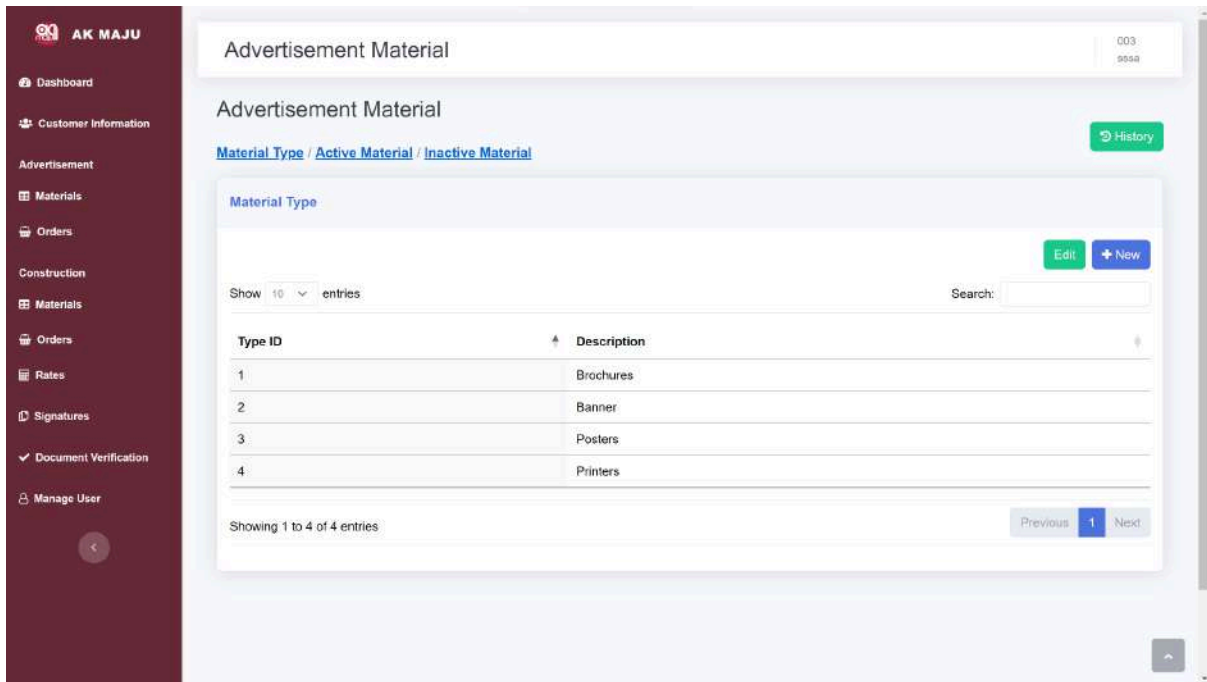 AK MAJU
Dashboard
Customer Information
Advertisement
Materials
Orders
Construction
Materials
Orders
Rates
Signatures
Document Verification
Manage User
Advertisement Material
003
sssa
Advertisement Material
History
Material Type / Active Material / Inactive Material
Material Type
Edit
New
Show 10 entries
Search:
Type ID Description
1 Brochures
2 Banner
3 Posters
4 Printers
Showing 1 to 4 of 4 entries
Previous 1 Next